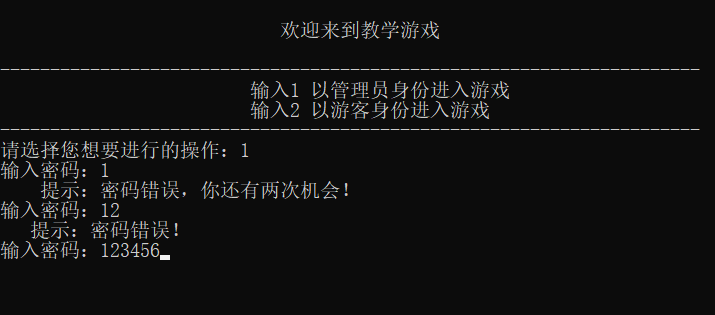 欢迎来到教学游戏
----------------------------------------------------------------------
输入1 以管理员身份进入游戏
输入2 以游客身份进入游戏
----------------------------------------------------------------------
请选择您想要进行的操作：1
输入密码：1
提示：密码错误，你还有两次机会！
输入密码：12
提示：密码错误！
输入密码：123456